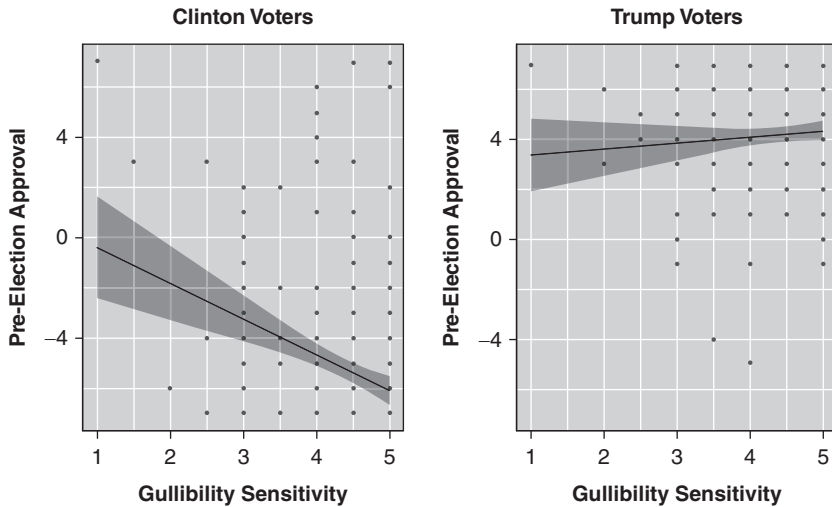 Clinton Voters
Pre-Election Approval
4
0
−4
1 2 3 4 5
Gullibility Sensitivity
Trump Voters
Pre-Election Approval
4
0
−4
1 2 3 4 5
Gullibility Sensitivity